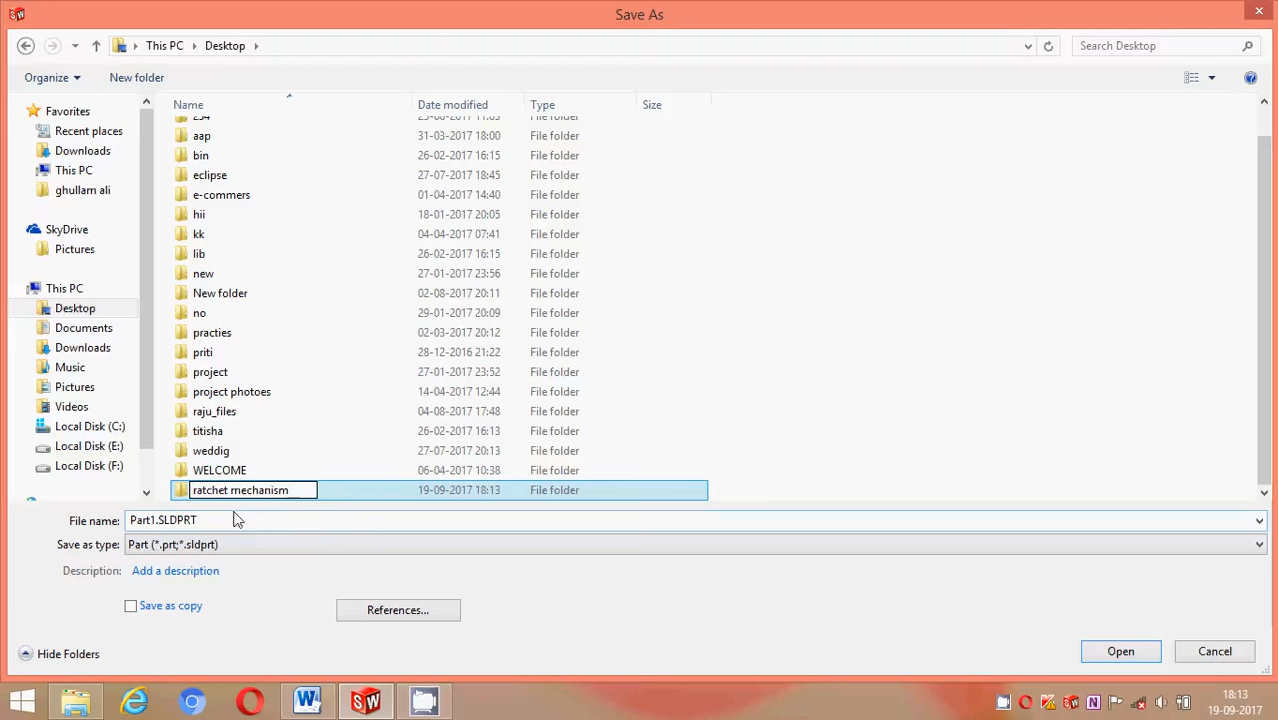 Save As
This PC Desktop
Search Desktop
Organize New folder
Name Date modified Type Size
234 11:05 File folder
aap 31-03-2017 18:00 File folder
bin 26-02-2017 16:15 File folder
eclipse 27-07-2017 18:45 File folder
e-commers 01-04-2017 14:40 File folder
hii 18-01-2017 20:05 File folder
kk 04-04-2017 07:41 File folder
lib 26-02-2017 16:15 File folder
new 27-01-2017 23:56 File folder
New folder 02-08-2017 20:11 File folder
no 29-01-2017 20:09 File folder
practies 02-03-2017 20:12 File folder
priti 28-12-2016 21:22 File folder
project 27-01-2017 23:52 File folder
project photoes 14-04-2017 12:44 File folder
raju_files 04-08-2017 17:48 File folder
titisha 26-02-2017 16:13 File folder
weddig 27-07-2017 20:13 File folder
WELCOME 06-04-2017 10:38 File folder
ratchet mechanism 19-09-2017 18:13 File folder
Favorites
Recent places
Downloads
This PC
ghullam ali
SkyDrive
Pictures
This PC
Desktop
Documents
Downloads
Music
Pictures
Videos
Local Disk (C:)
Local Disk (E:)
Local Disk (F:)
File name: Part1.SLDPRT
Save as type: Part (*.prt;*.sldprt)
Description: Add a description
Save as copy
References...
Hide Folders
Open
Cancel
18:13
19-09-2017